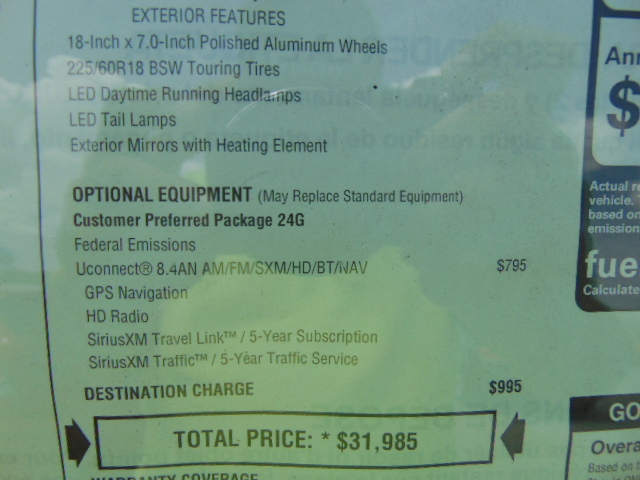 EXTERIOR FEATURES
18-Inch x 7.0-Inch Polished Aluminum Wheels
225/60R18 BSW Touring Tires
LED Daytime Running Headlamps
LED Tail Lamps
Exterior Mirrors with Heating Element
OPTIONAL EQUIPMENT (May Replace Standard Equipment)
Customer Preferred Package 24G
Federal Emissions
Uconnect® 8.4AN AM/FM/SXM/HD/BT/NAV $795
GPS Navigation
HD Radio
SiriusXM Travel Link™ / 5-Year Subscription
SiriusXM Traffic™ / 5-Year Traffic Service
DESTINATION CHARGE $995
TOTAL PRICE: * $31,985
WARRANTY COVERAGE
Ann
$
Actual re
vehicle.
based on
emission
fue
Calculate
GO
Overa
Based on t